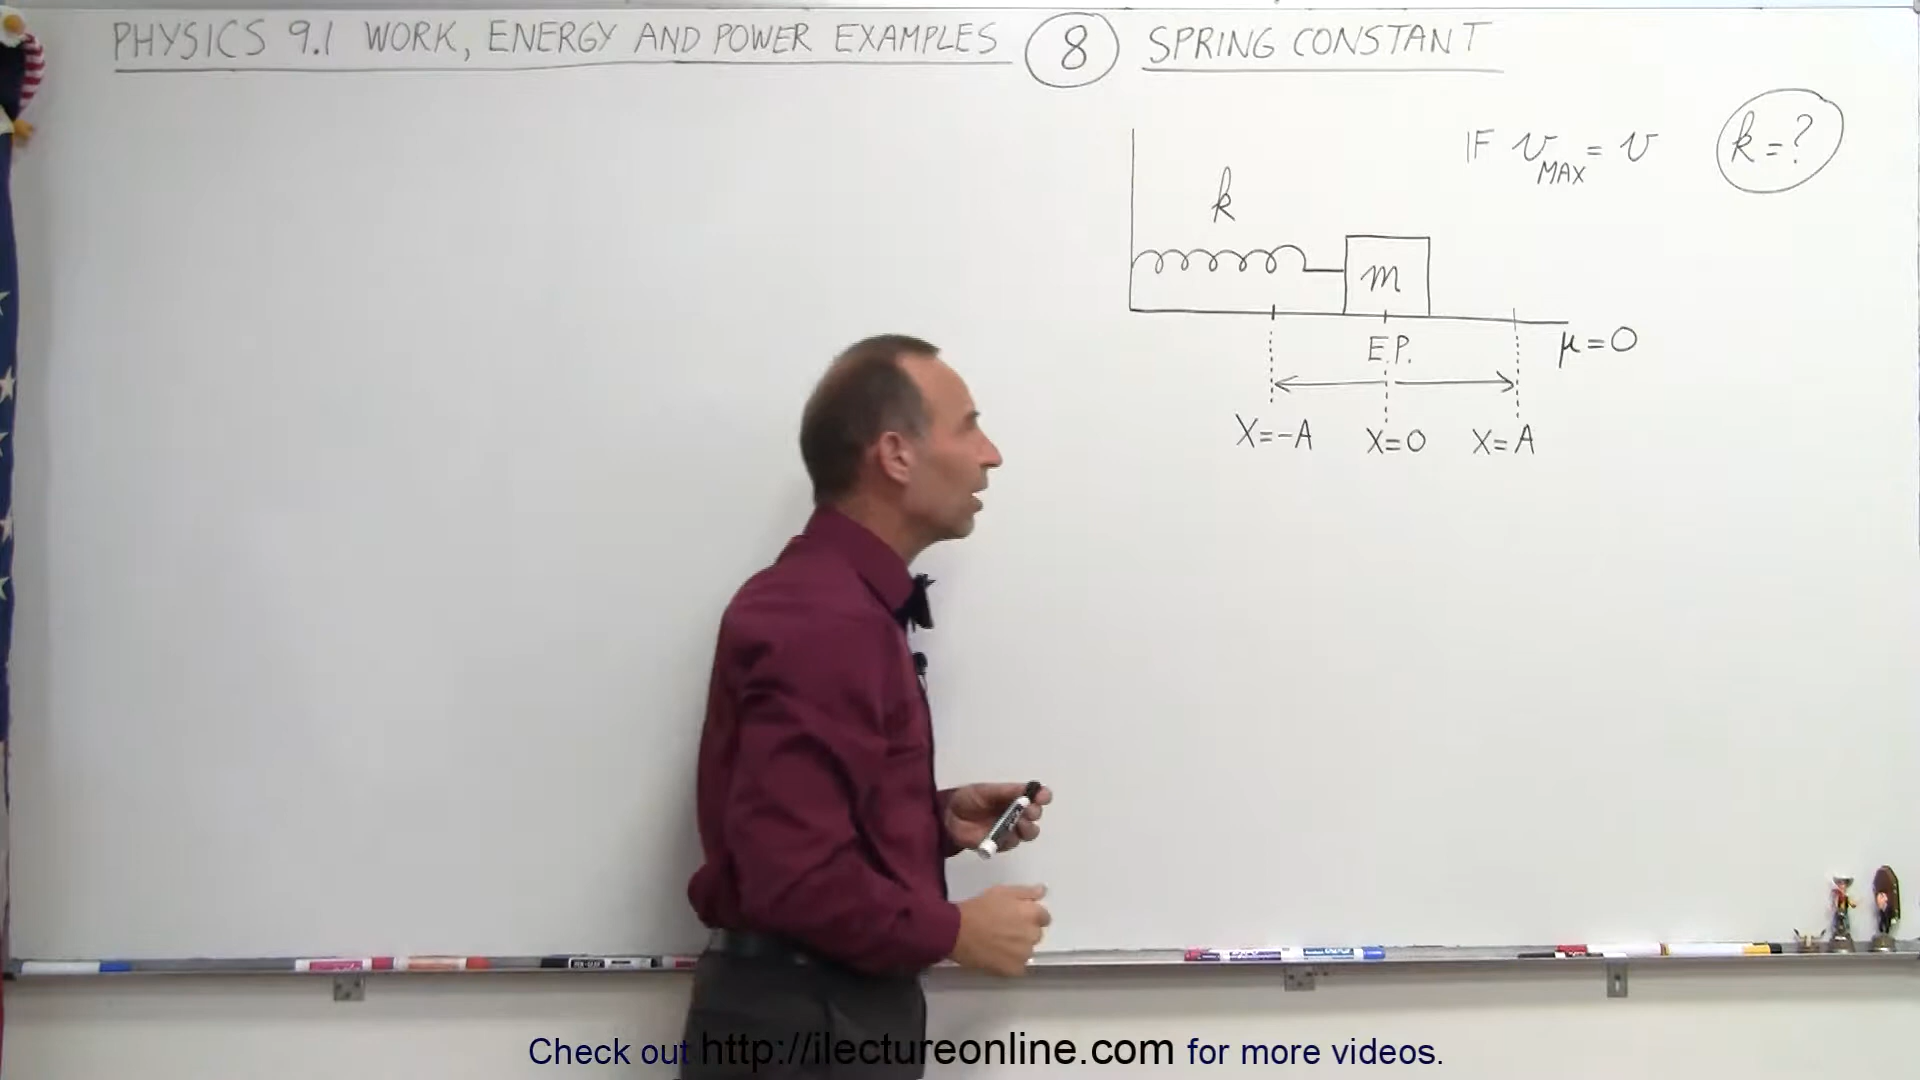 PHYSICS 9.1 WORK, ENERGY AND POWER EXAMPLES 8 SPRING CONSTANT
IF v MAX = v k = ?
k
m
E.P.
μ = 0
X=-A X=0 X=A
Check out http://ilectureonline.com for more videos.